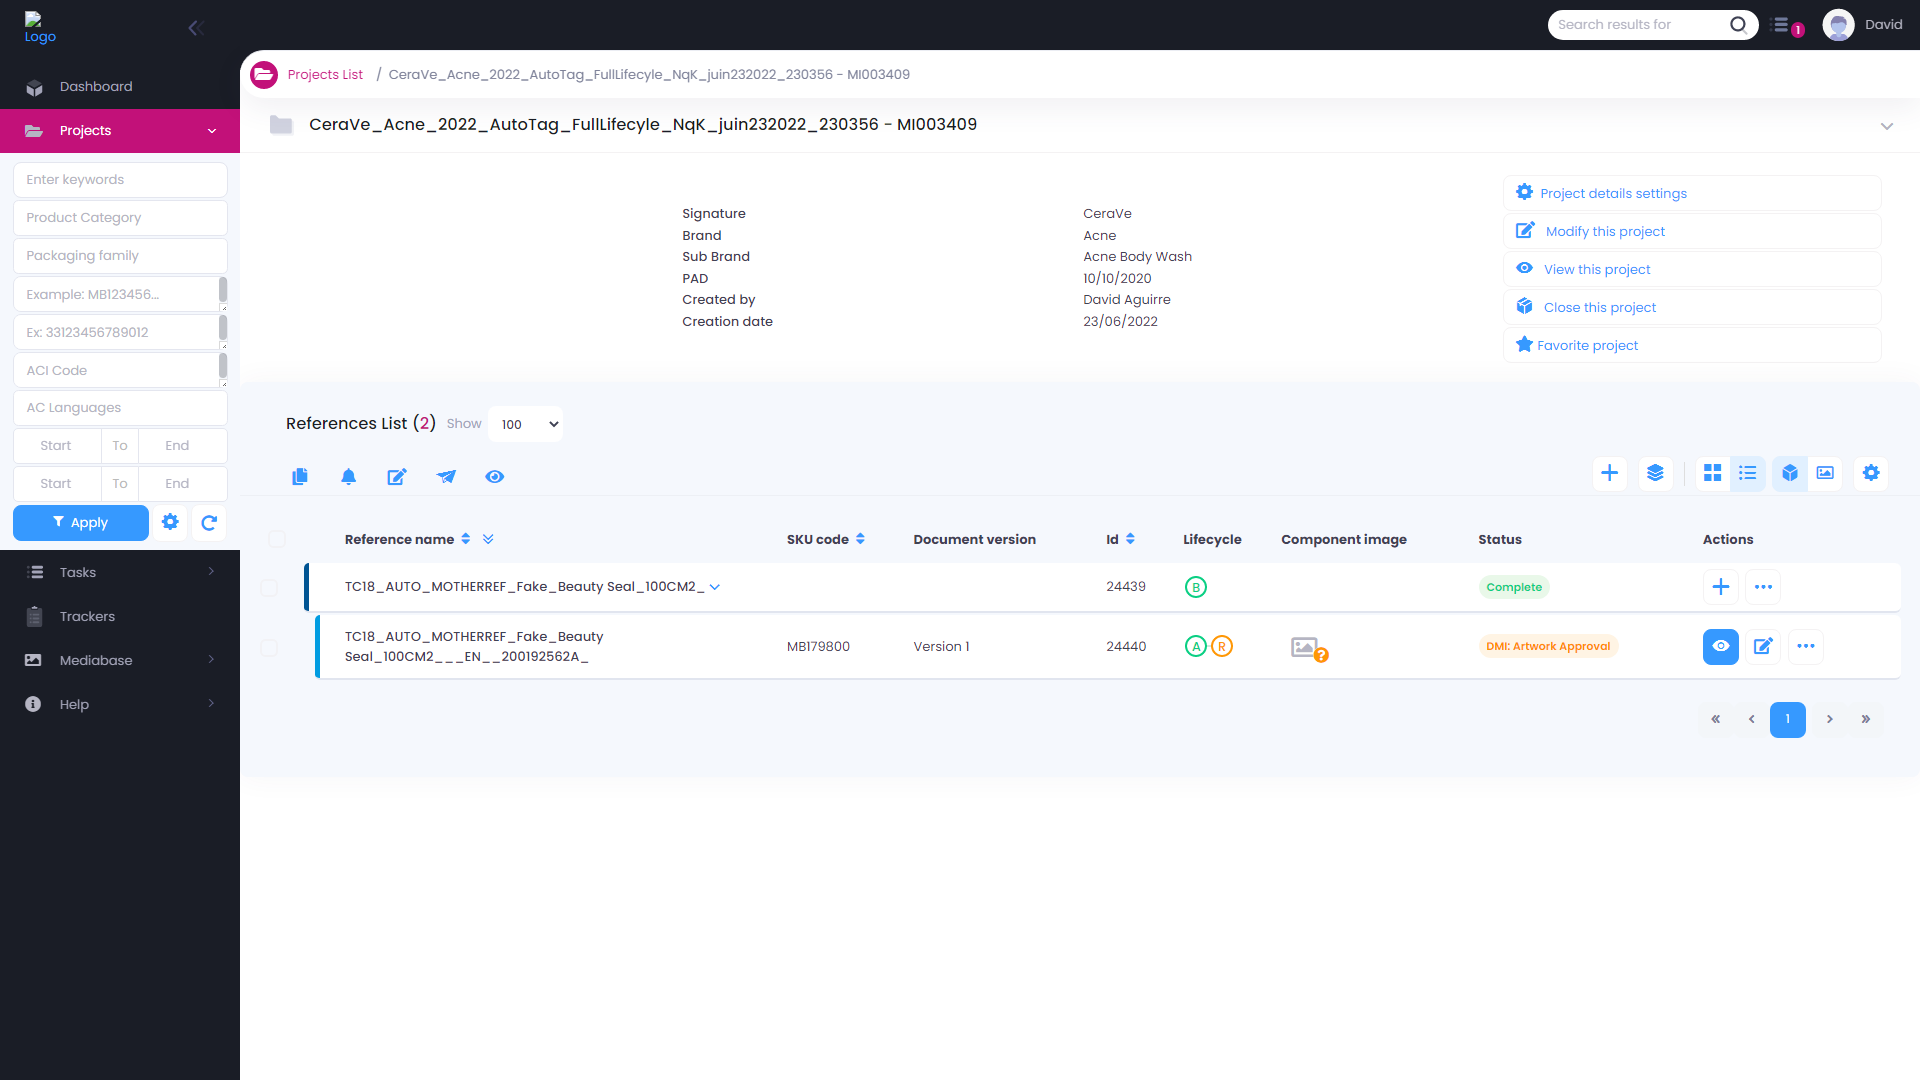 Logo
Search results for
1
David
Dashboard
Projects
Enter keywords
Product Category
Packaging family
Example: MB123456...
Ex: 33123456789012
ACI Code
AC Languages
Start To End
Start To End
Apply
Tasks
Trackers
Mediabase
Help
Projects List / CeraVe_Acne_2022_AutoTag_FullLifecyle_NqK_juin232022_230356 - MI003409
CeraVe_Acne_2022_AutoTag_FullLifecyle_NqK_juin232022_230356 - MI003409
Signature CeraVe
Brand Acne
Sub Brand Acne Body Wash
PAD 10/10/2020
Created by David Aguirre
Creation date 23/06/2022
Project details settings
Modify this project
View this project
Close this project
Favorite project
References List (2) Show 100
Reference name SKU code Document version Id Lifecycle Component image Status Actions
TC18_AUTO_MOTHERREF_Fake_Beauty Seal_100CM2_ 24439 B Complete
TC18_AUTO_MOTHERREF_Fake_Beauty
Seal_100CM2___EN__200192562A_ MB179800 Version 1 24440 A R ? DMI: Artwork Approval
« ‹ 1 › »